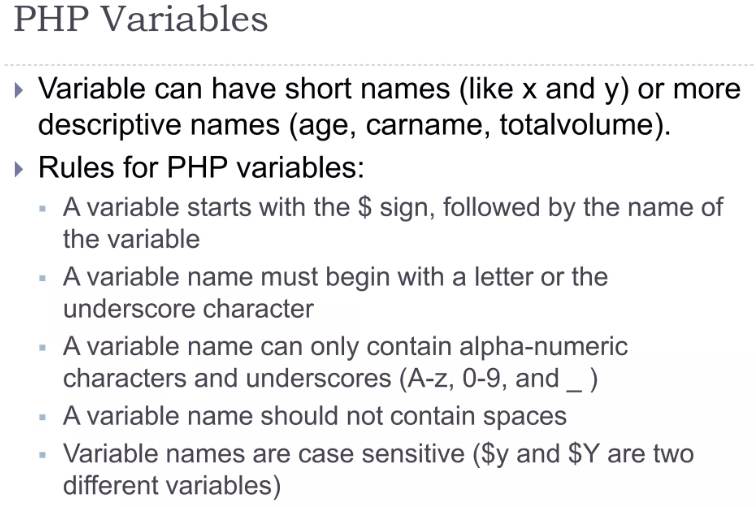 PHP Variables
Variable can have short names (like x and y) or more
descriptive names (age, carname, totalvolume).
Rules for PHP variables:
A variable starts with the $ sign, followed by the name of
the variable
A variable name must begin with a letter or the
underscore character
A variable name can only contain alpha-numeric
characters and underscores (A-z, 0-9, and _ )
A variable name should not contain spaces
Variable names are case sensitive ($y and $Y are two
different variables)